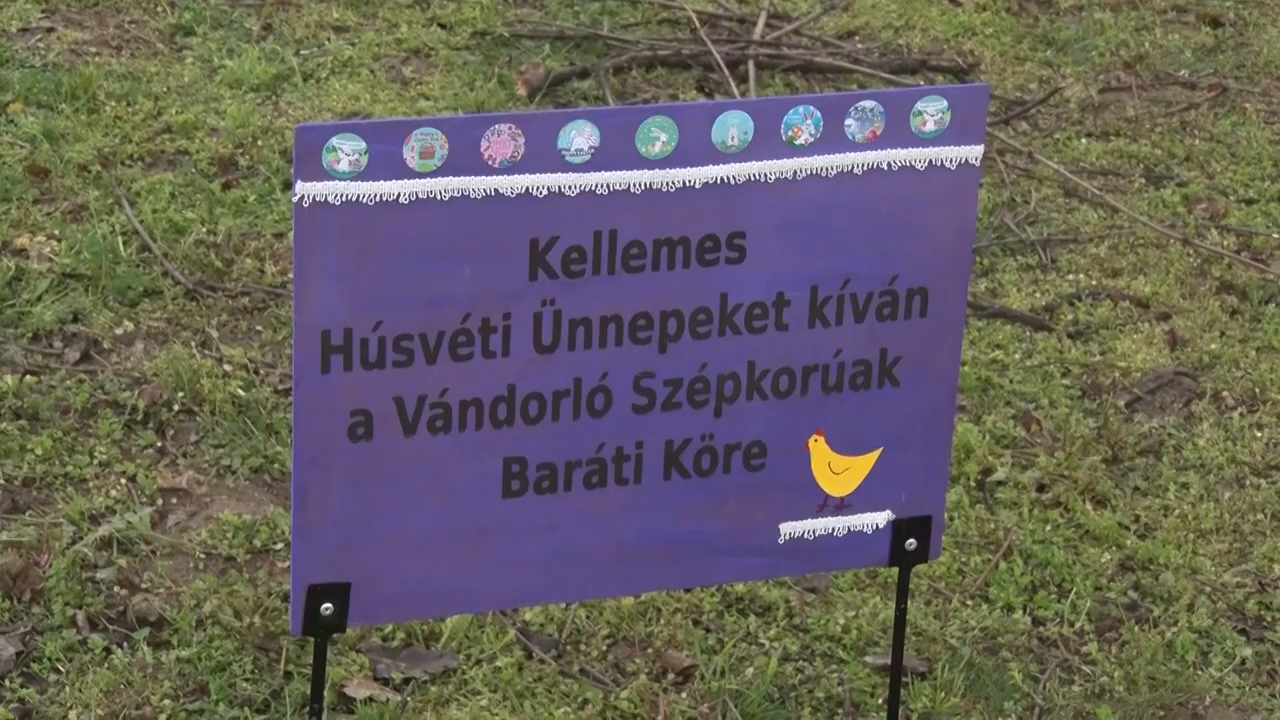 Kellemes
Húsvéti Ünnepeket kíván
a Vándorló Szépkorúak
Baráti Köre